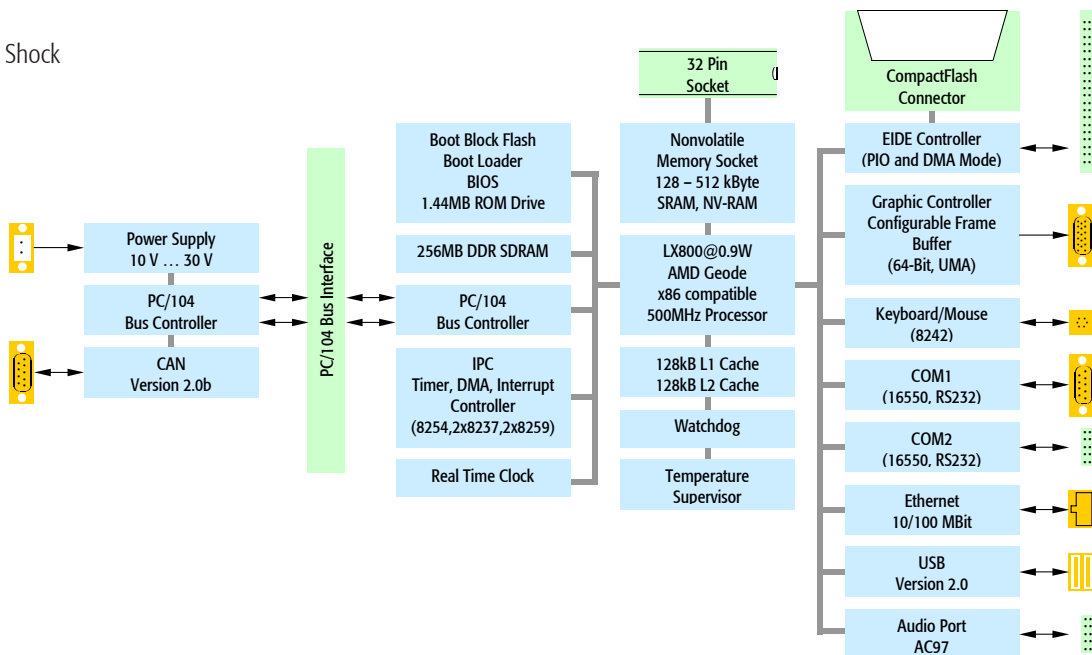 Shock
32 Pin
Socket
CompactFlash
Connector
Boot Block Flash
Boot Loader
BIOS
1.44MB ROM Drive
Nonvolatile
Memory Socket
128 – 512 kByte
SRAM, NV-RAM
EIDE Controller
(PIO and DMA Mode)
Graphic Controller
Configurable Frame
Buffer
(64-Bit, UMA)
Power Supply
10 V … 30 V
PC/104 Bus Interface
256MB DDR SDRAM
LX800@0.9W
AMD Geode
x86 compatible
500MHz Processor
PC/104
Bus Controller
PC/104
Bus Controller
Keyboard/Mouse
(8242)
CAN
Version 2.0b
IPC
Timer, DMA, Interrupt
Controller
(8254,2x8237,2x8259)
128kB L1 Cache
128kB L2 Cache
COM1
(16550, RS232)
Watchdog
COM2
(16550, RS232)
Real Time Clock
Temperature
Supervisor
Ethernet
10/100 MBit
USB
Version 2.0
Audio Port
AC97